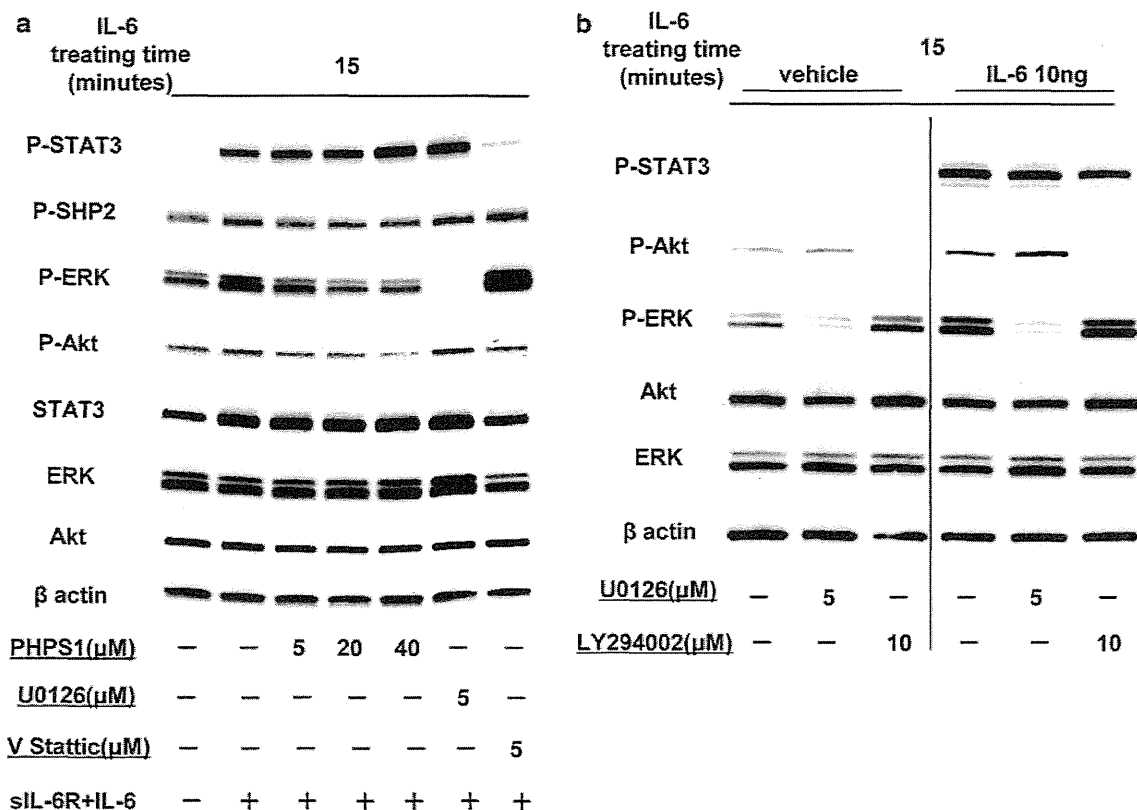 a
IL-6
treating time
(minutes)
15
P-STAT3
P-SHP2
P-ERK
P-Akt
STAT3
ERK
Akt
β actin
PHPS1(μM) – – 5 20 40 – –
U0126(μM) – – – – – 5 –
V Stattic(μM) – – – – – – 5
sIL-6R+IL-6 – + + + + + +
b
IL-6
treating time
(minutes)
15
vehicle IL-6 10ng
P-STAT3
P-Akt
P-ERK
Akt
ERK
β actin
U0126(μM) – 5 – – 5 –
LY294002(μM) – – 10 – – 10